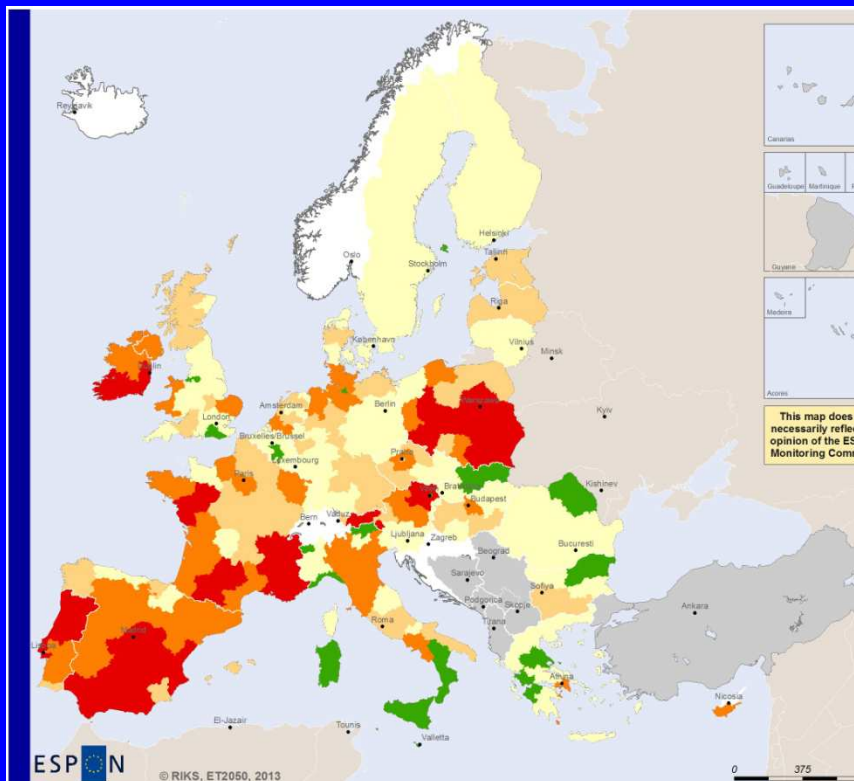 Canarias
Guadeloupe
Martinique
Guyane
Madeira
Acores
This map does
necessarily reflec
opinion of the ES
Monitoring Comm
Reykjavik
Oslo
Helsinki
Tallinn
Stockholm
Riga
København
Vilnius
Minsk
Dublin
London
Amsterdam
Berlin
Warszawa
Kyiv
Bruxelles/Brussel
Luxembourg
Praha
Paris
Kishinev
Budapest
Bern
Vaduz
Ljubljana
Zagreb
Bucuresti
Beograd
Sarajevo
Sofiya
Podgorica
Skopje
Tirana
Ankara
Roma
Madrid
Lisboa
Athina
Nicosia
El-Jazair
Tounis
Valletta
ESPON
© RIKS, ET2050, 2013
0 375